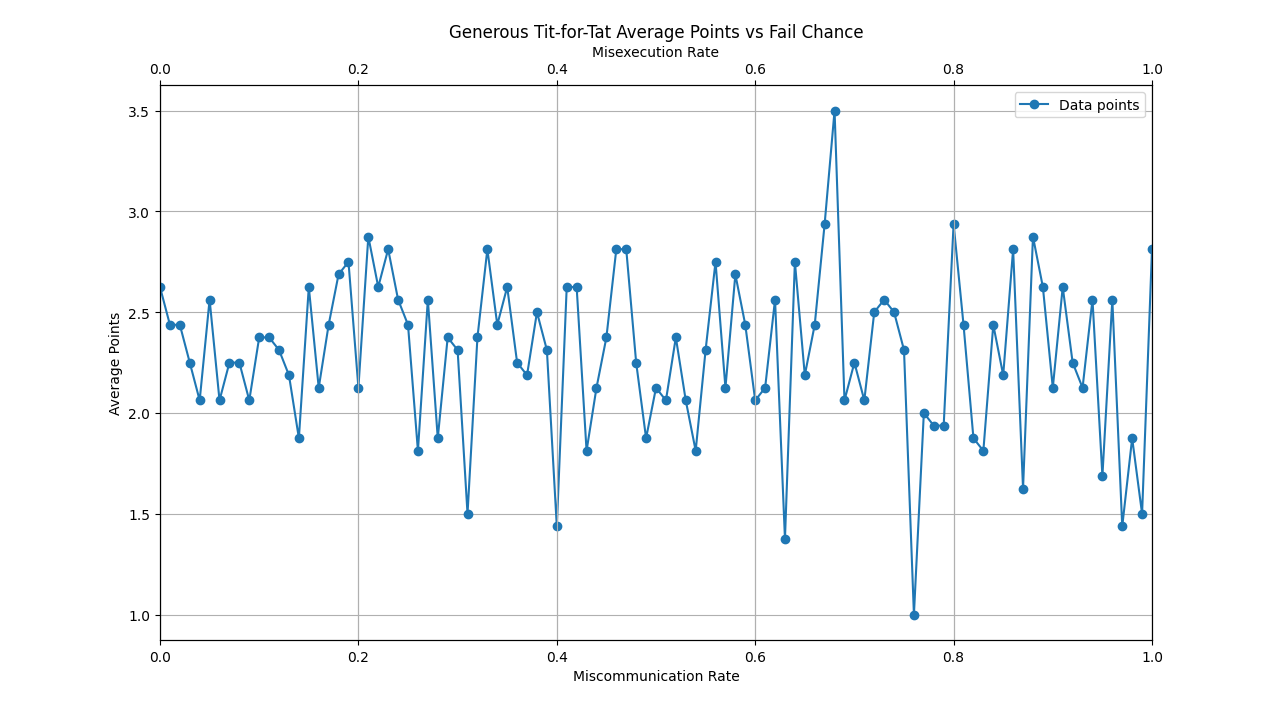 Generous Tit-for-Tat Average Points vs Fail Chance
Misexecution Rate
0.0 0.2 0.4 0.6 0.8 1.0
Data points
3.5
3.0
2.5
2.0
1.5
1.0
Average Points
0.0 0.2 0.4 0.6 0.8 1.0
Miscommunication Rate